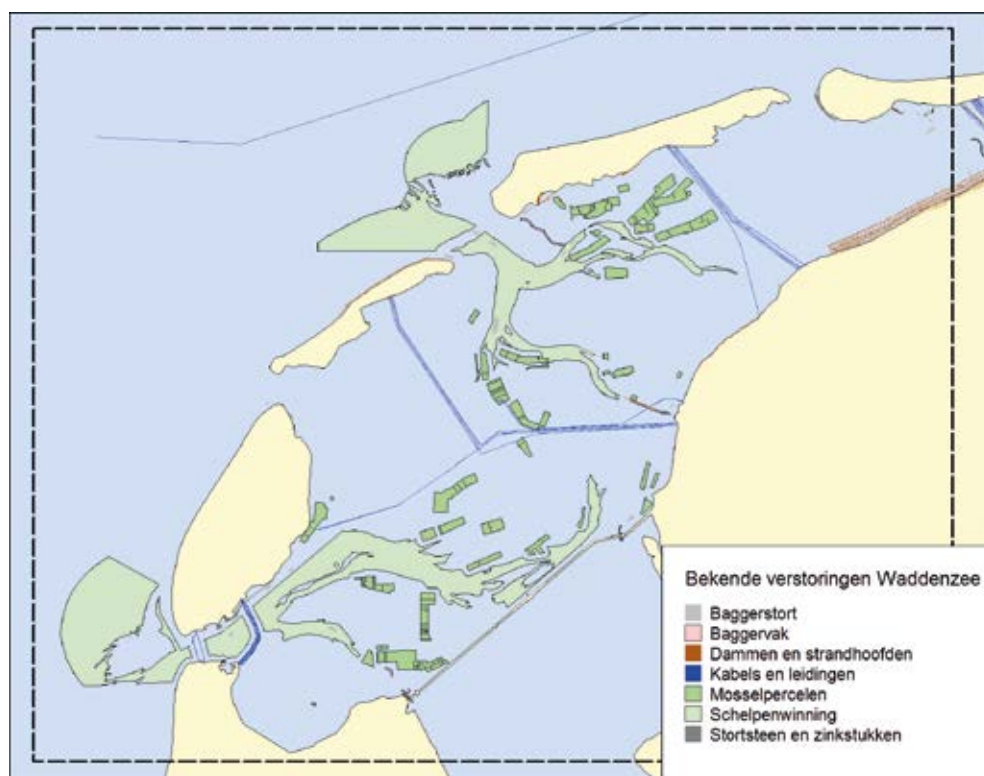 Bekende verstoringen Waddenzee
Baggerstort
Baggervak
Dammen en strandhoofden
Kabels en leidingen
Mosselpercelen
Schelpenwinning
Stortsteen en zinkstukken